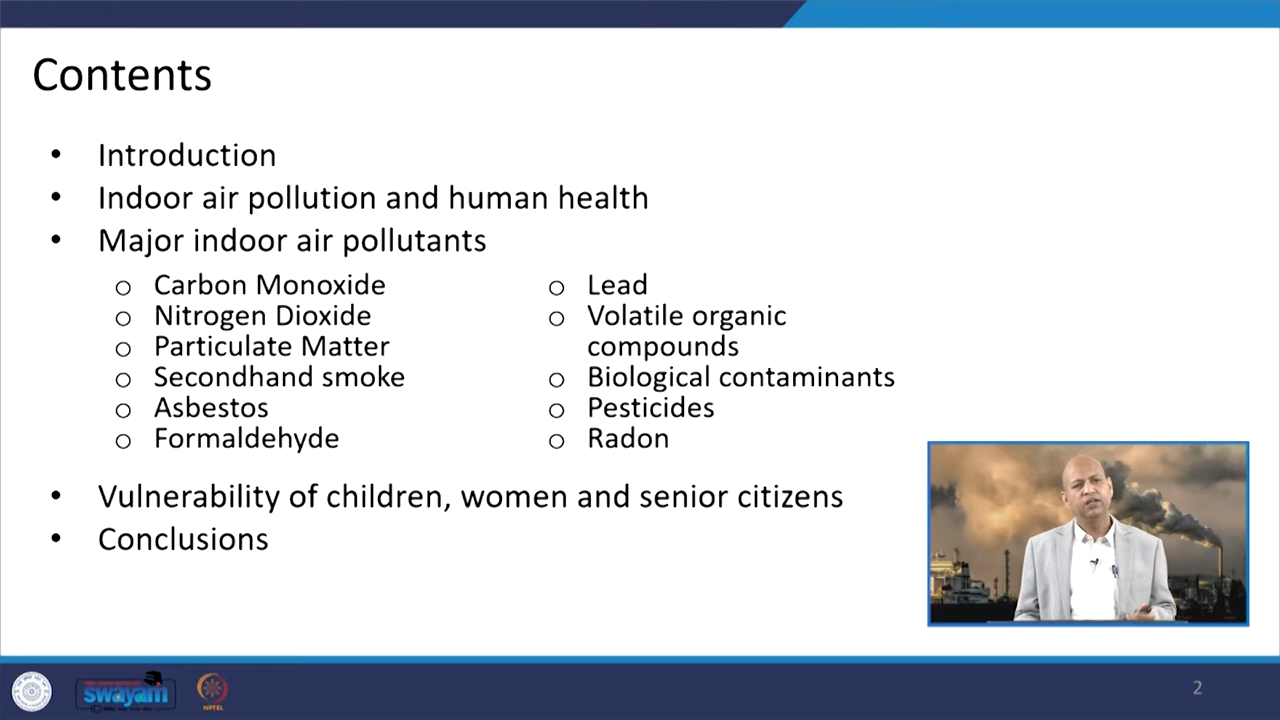 Contents
• Introduction
• Indoor air pollution and human health
• Major indoor air pollutants
o Carbon Monoxide
o Nitrogen Dioxide
o Particulate Matter
o Secondhand smoke
o Asbestos
o Formaldehyde
o Lead
o Volatile organic
compounds
o Biological contaminants
o Pesticides
o Radon
• Vulnerability of children, women and senior citizens
• Conclusions
swayam
NPTEL
2